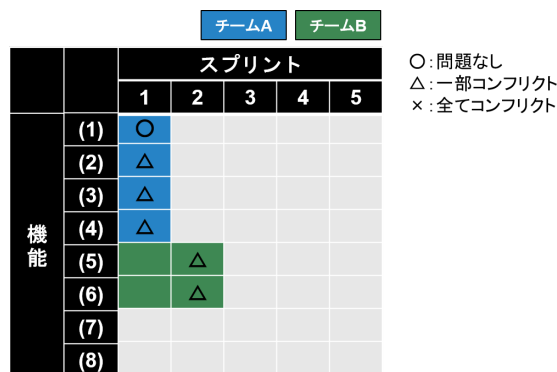 チームA チームB
スプリント
1 2 3 4 5
機能
(1) ○
(2) △
(3) △
(4) △
(5) △
(6) △
(7)
(8)
○:問題なし
△:一部コンフリクト
×:全てコンフリクト